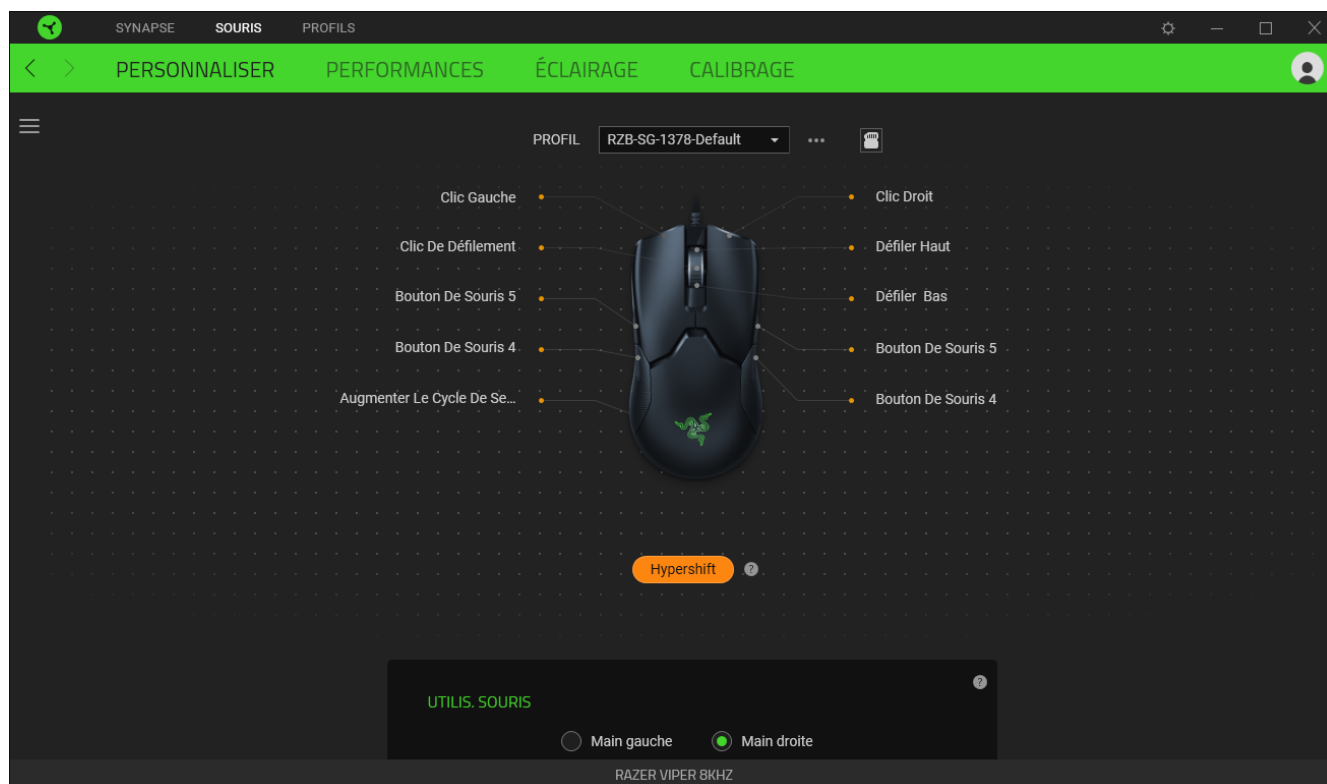 SYNAPSE SOURIS PROFILS
PERSONNALISER PERFORMANCES ÉCLAIRAGE CALIBRAGE
PROFIL RZB-SG-1378-Default
Clic Gauche Clic Droit
Clic De Défilement Défiler Haut
Bouton De Souris 5 Défiler Bas
Bouton De Souris 4 Bouton De Souris 5
Augmenter Le Cycle De Se... Bouton De Souris 4
Hypershift ?
?
UTILIS. SOURIS
Main gauche Main droite
RAZER VIPER 8KHZ